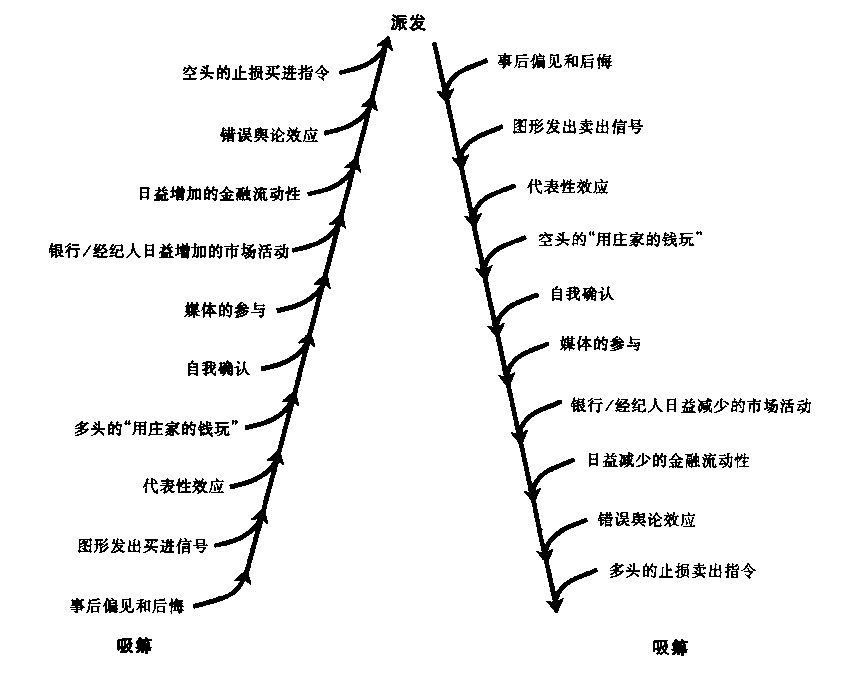 派发
空头的止损买进指令
错误舆论效应
日益增加的金融流动性
银行/经纪人日益增加的市场活动
媒体的参与
自我确认
多头的“用庄家的钱玩”
代表性效应
图形发出买进信号
事后偏见和后悔
吸筹
事后偏见和后悔
图形发出卖出信号
代表性效应
空头的“用庄家的钱玩”
自我确认
媒体的参与
银行/经纪人日益减少的市场活动
日益减少的金融流动性
错误舆论效应
多头的止损卖出指令
吸筹